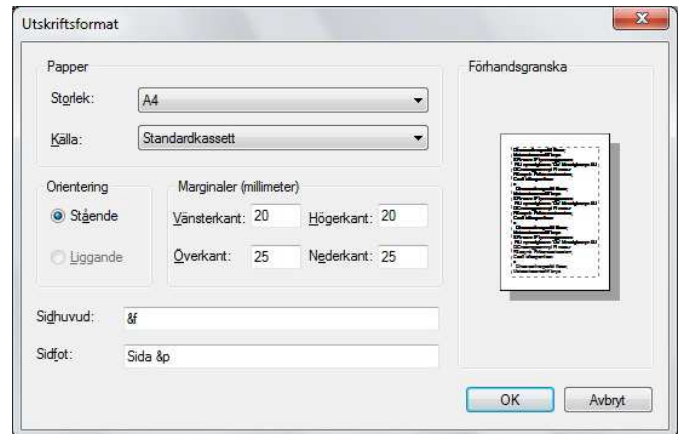 Utskriftsformat
Papper
Storlek:
A4
Källa:
Standardkassett
Orientering
Stående
Liggande
Marginaler (millimeter)
Vänsterkant: 20 Högerkant: 20
Överkant: 25 Nederkant: 25
Sidhuvud: &f
Sidfot: Sida &p
Förhandsgranska
OK Avbryt